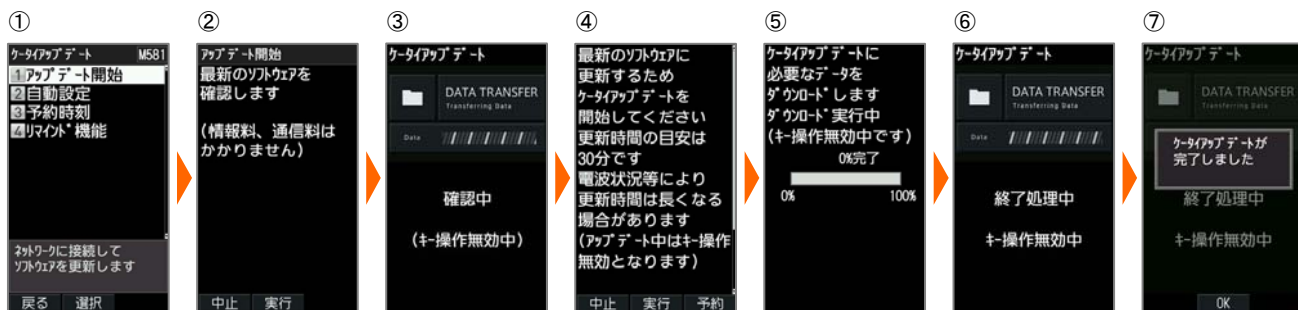 ①
ｹｰﾀｲｱｯﾌﾟﾃﾞｰﾄ M581
1 ｱｯﾌﾟﾃﾞｰﾄ開始
2 自動設定
3 予約時刻
4 ﾘﾏｲﾝﾄﾞ機能
ﾈｯﾄﾜｰｸに接続して
ｿﾌﾄｳｪｱを更新します
戻る 選択
②
ｱｯﾌﾟﾃﾞｰﾄ開始
最新のｿﾌﾄｳｪｱを
確認します
(情報料、通信料は
かかりません)
中止 実行
③
ｹｰﾀｲｱｯﾌﾟﾃﾞｰﾄ
DATA TRANSFER
Transferring Data
Data
確認中
(ｷｰ操作無効中)
④
最新のｿﾌﾄｳｪｱに
更新するため
ｹｰﾀｲｱｯﾌﾟﾃﾞｰﾄを
開始してください
更新時間の目安は
30分です
電波状況等により
更新時間は長くなる
場合があります
(ｱｯﾌﾟﾃﾞｰﾄ中はｷｰ操作
無効となります)
中止 実行 予約
⑤
ｹｰﾀｲｱｯﾌﾟﾃﾞｰﾄに
必要なﾃﾞｰﾀを
ﾀﾞｳﾝﾛｰﾄﾞします
ﾀﾞｳﾝﾛｰﾄﾞ実行中
(ｷｰ操作無効中です)
0%完了
0% 100%
⑥
ｹｰﾀｲｱｯﾌﾟﾃﾞｰﾄ
DATA TRANSFER
Transferring Data
Data
終了処理中
ｷｰ操作無効中
⑦
ｹｰﾀｲｱｯﾌﾟﾃﾞｰﾄ
DATA TRANSFER
Transferring Data
ｹｰﾀｲｱｯﾌﾟﾃﾞｰﾄが
完了しました
終了処理中
ｷｰ操作無効中
OK